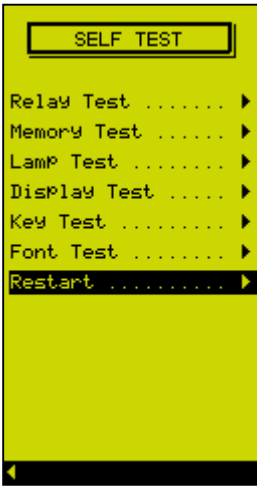 SELF TEST
Relay Test .......
Memory Test ......
Lamp Test ........
Display Test .....
Key Test .........
Font Test ........
Restart ..........